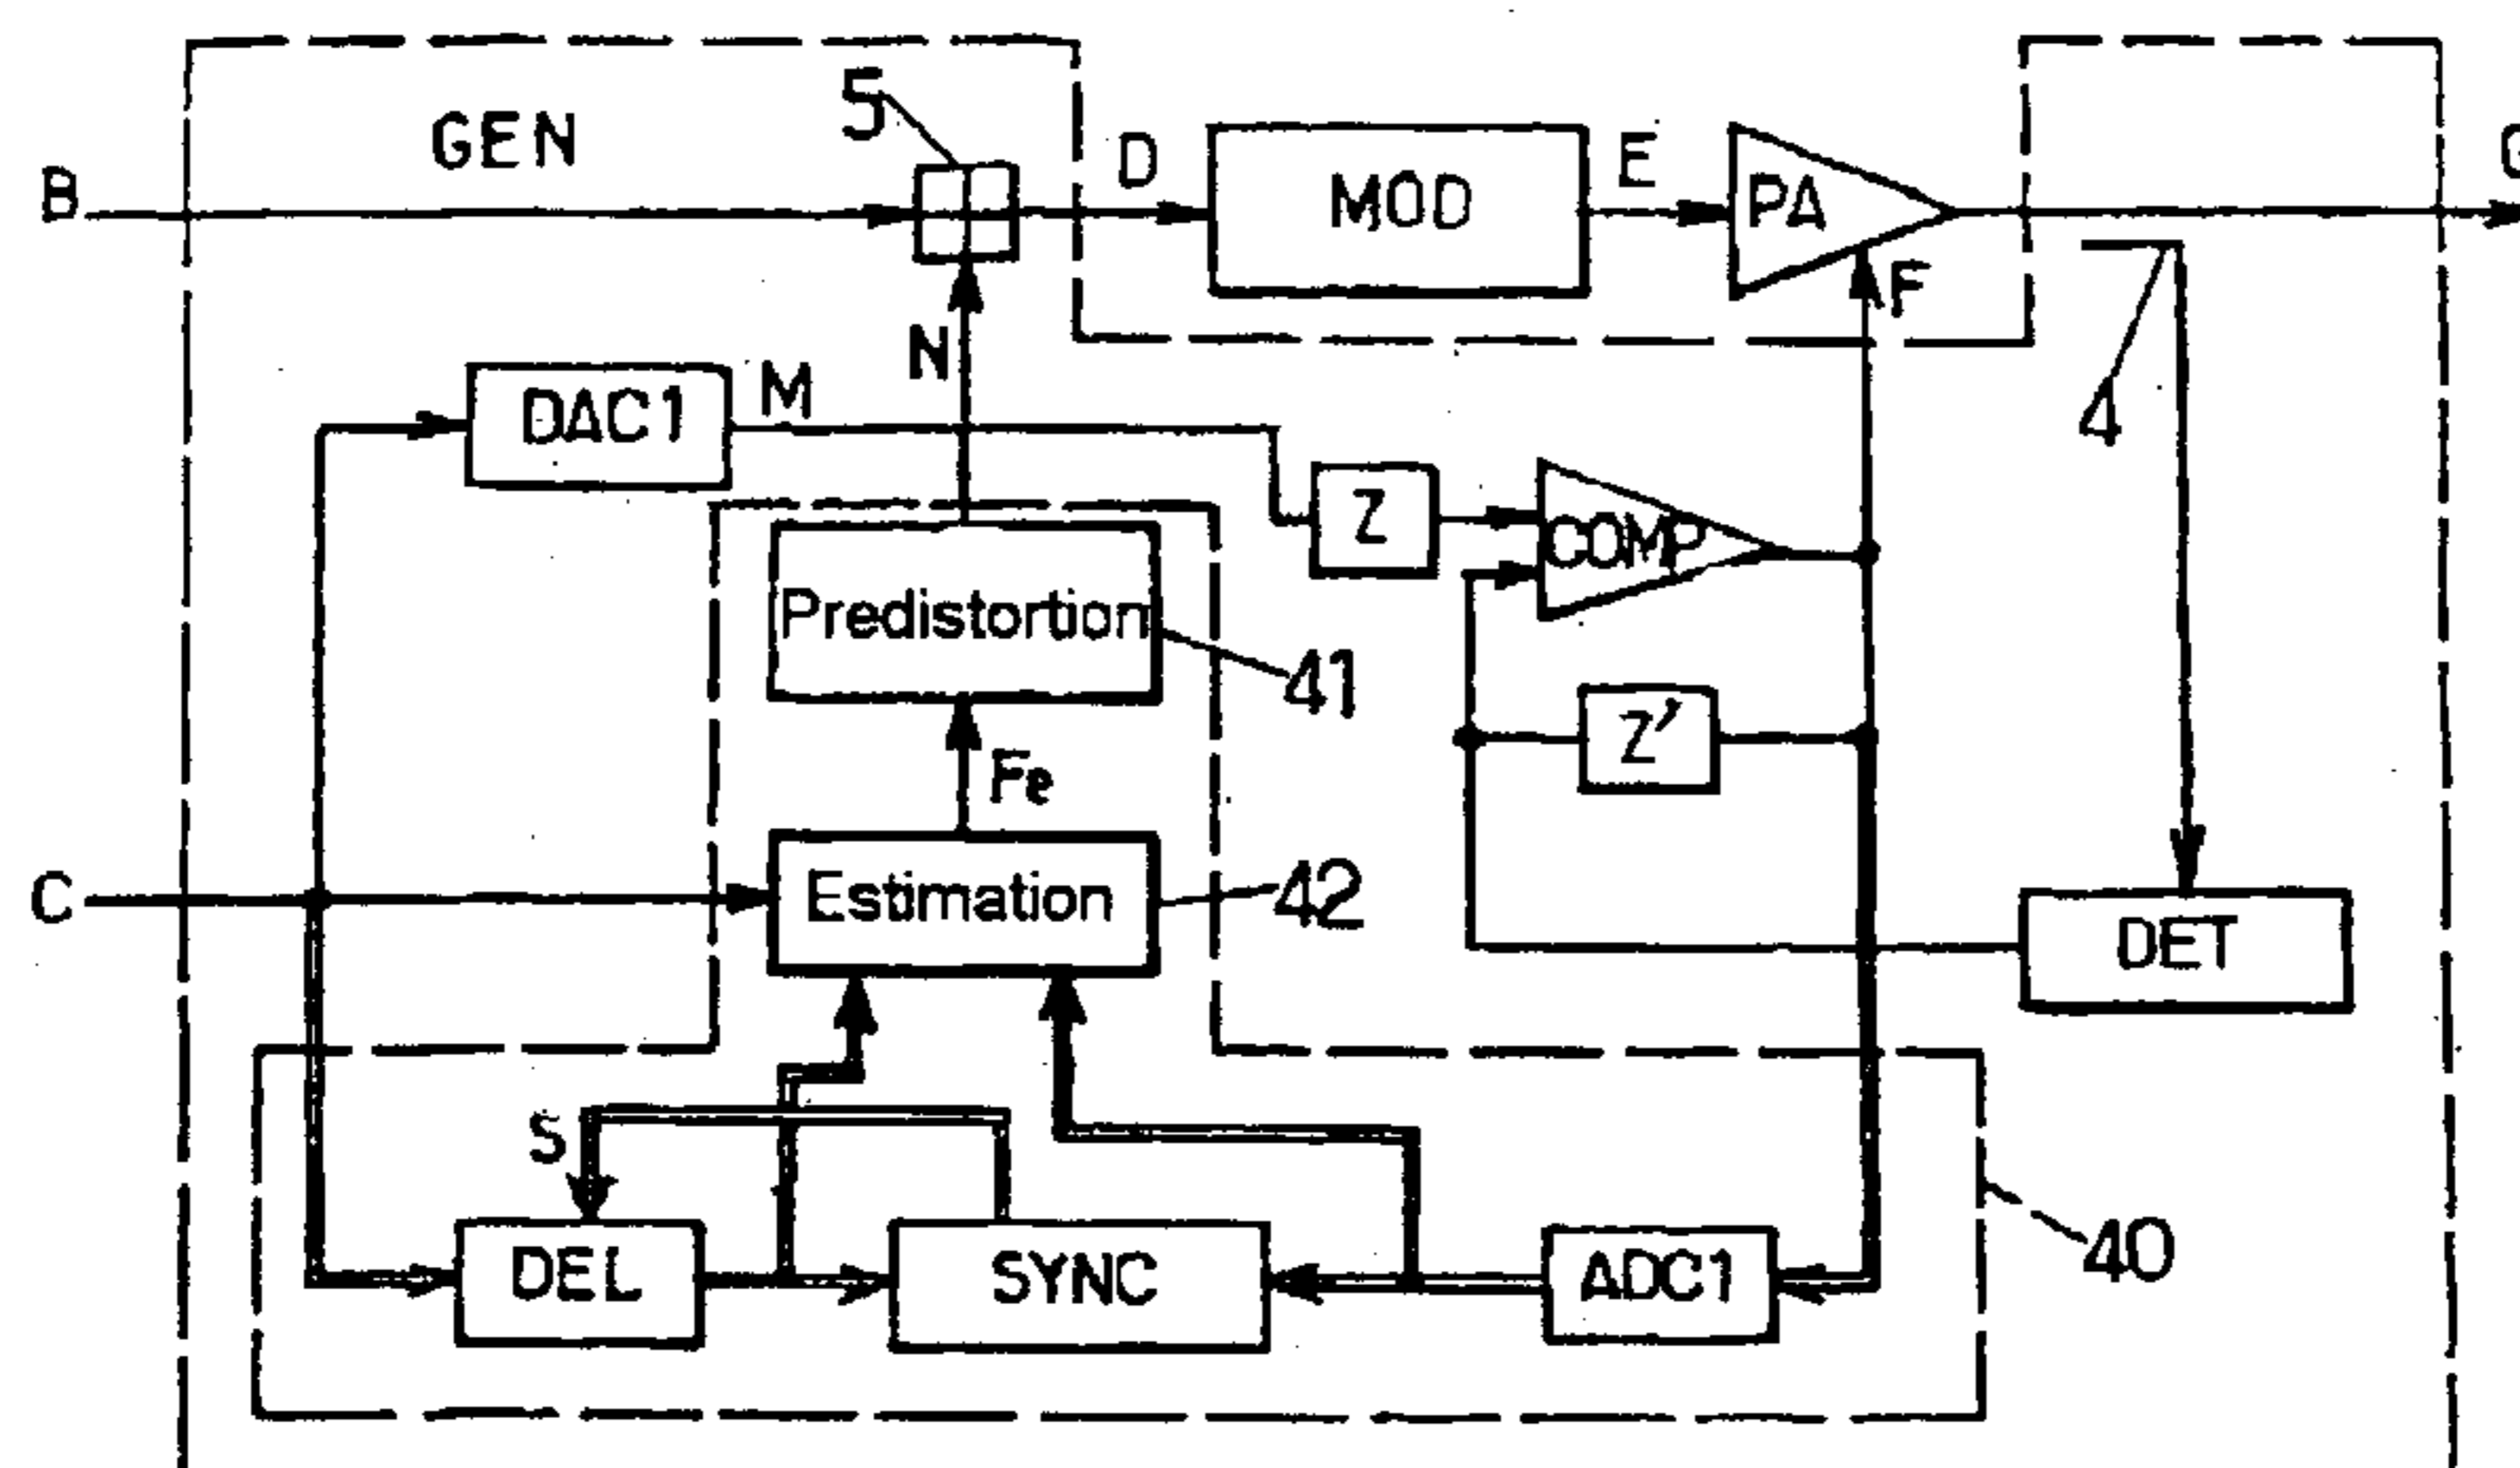 GEN
5
B
D
MOD
E
PA
F
N
DAC1
M
4
Z
COMP
Predistortion
41
Z'
Fe
C
Estimation
42
DET
S
DEL
SYNC
ADC1
40